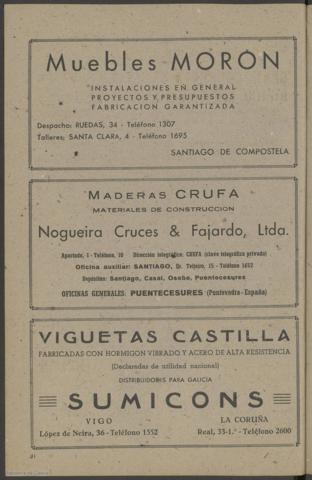 Muebles MORÓN
INSTALACIONES EN GENERAL
PROYECTOS Y PRESUPUESTOS
FABRICACION GARANTIZADA
Despacho: RUEDAS, 34 - Teléfono 1307
Talleres: SANTA CLARA, 4 - Teléfono 1695
SANTIAGO DE COMPOSTELA
MADERAS CRUFA
MATERIALES DE CONSTRUCCION
Nogueira Cruces & Fajardo, Ltda.
Apartado, 1 - Teléfono, 10 Dirección telegráfica: CRUFA (clave telegráfica privada)
Oficina auxiliar: SANTIAGO, Dr. Teijeiro, 15 - Teléfono 1652
Depósitos: Santiago, Casal, Osebe, Puentecesures
OFICINAS GENERALES: PUENTECESURES (Pontevedra-España)
VIGUETAS CASTILLA
FABRICADAS CON HORMIGON VIBRADO Y ACERO DE ALTA RESISTENCIA
(Declaradas de utilidad nacional)
DISTRIBUIDORES PARA GALICIA
SUMICONS
VIGO LA CORUÑA
López de Neira, 36 - Teléfono 1552 Real, 33-1.º - Teléfono 2600